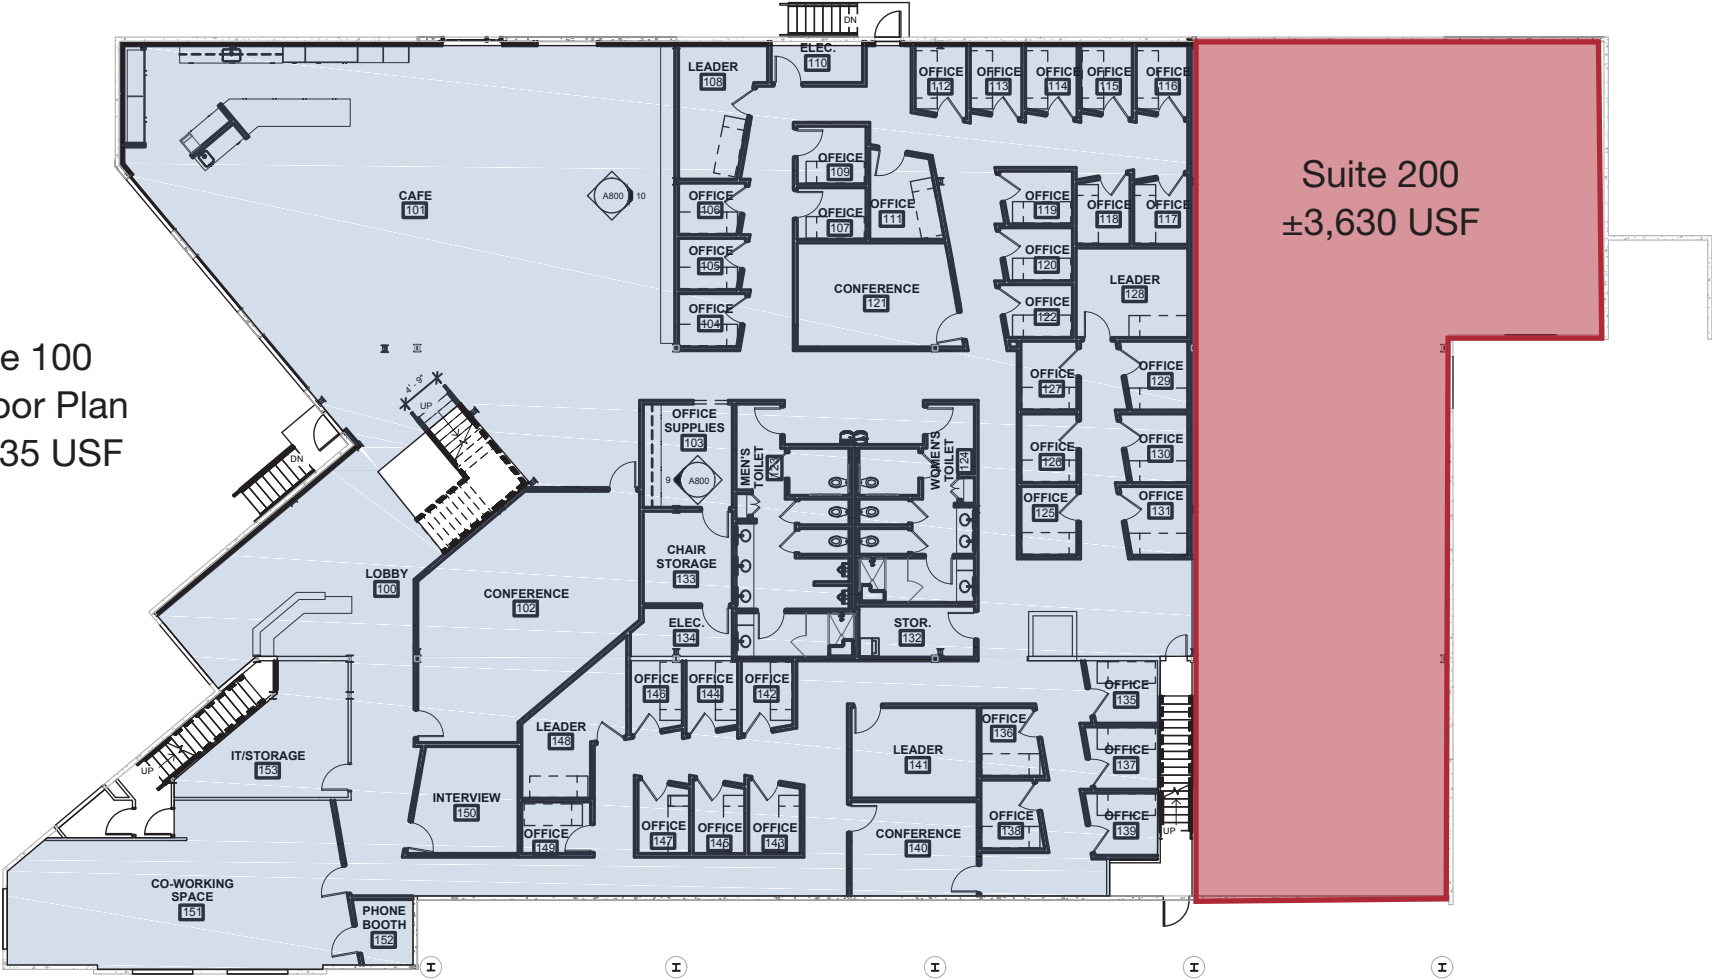 DN
ELEC.
110
LEADER
108
OFFICE
112
OFFICE
113
OFFICE
114
OFFICE
115
OFFICE
116
Suite 200
±3,630 USF
CAFE
101
A800
10
OFFICE
109
OFFICE
106
OFFICE
107
OFFICE
111
OFFICE
119
OFFICE
118
OFFICE
117
OFFICE
105
OFFICE
120
CONFERENCE
121
LEADER
128
OFFICE
104
OFFICE
122
e 100
oor Plan
35 USF
4' - 9"
UP
OFFICE
127
OFFICE
129
OFFICE
SUPPLIES
103
MEN'S
TOILET
123
WOMEN'S
TOILET
124
OFFICE
126
OFFICE
130
DN
9
A800
OFFICE
125
OFFICE
131
CHAIR
STORAGE
133
LOBBY
100
CONFERENCE
102
ELEC.
134
STOR.
132
OFFICE
146
OFFICE
144
OFFICE
142
OFFICE
135
LEADER
148
OFFICE
136
LEADER
141
OFFICE
137
IT/STORAGE
153
UP
INTERVIEW
150
OFFICE
149
OFFICE
147
OFFICE
145
OFFICE
143
CONFERENCE
140
OFFICE
138
OFFICE
139
UP
CO-WORKING
SPACE
151
PHONE
BOOTH
152
H
H
H
H
H